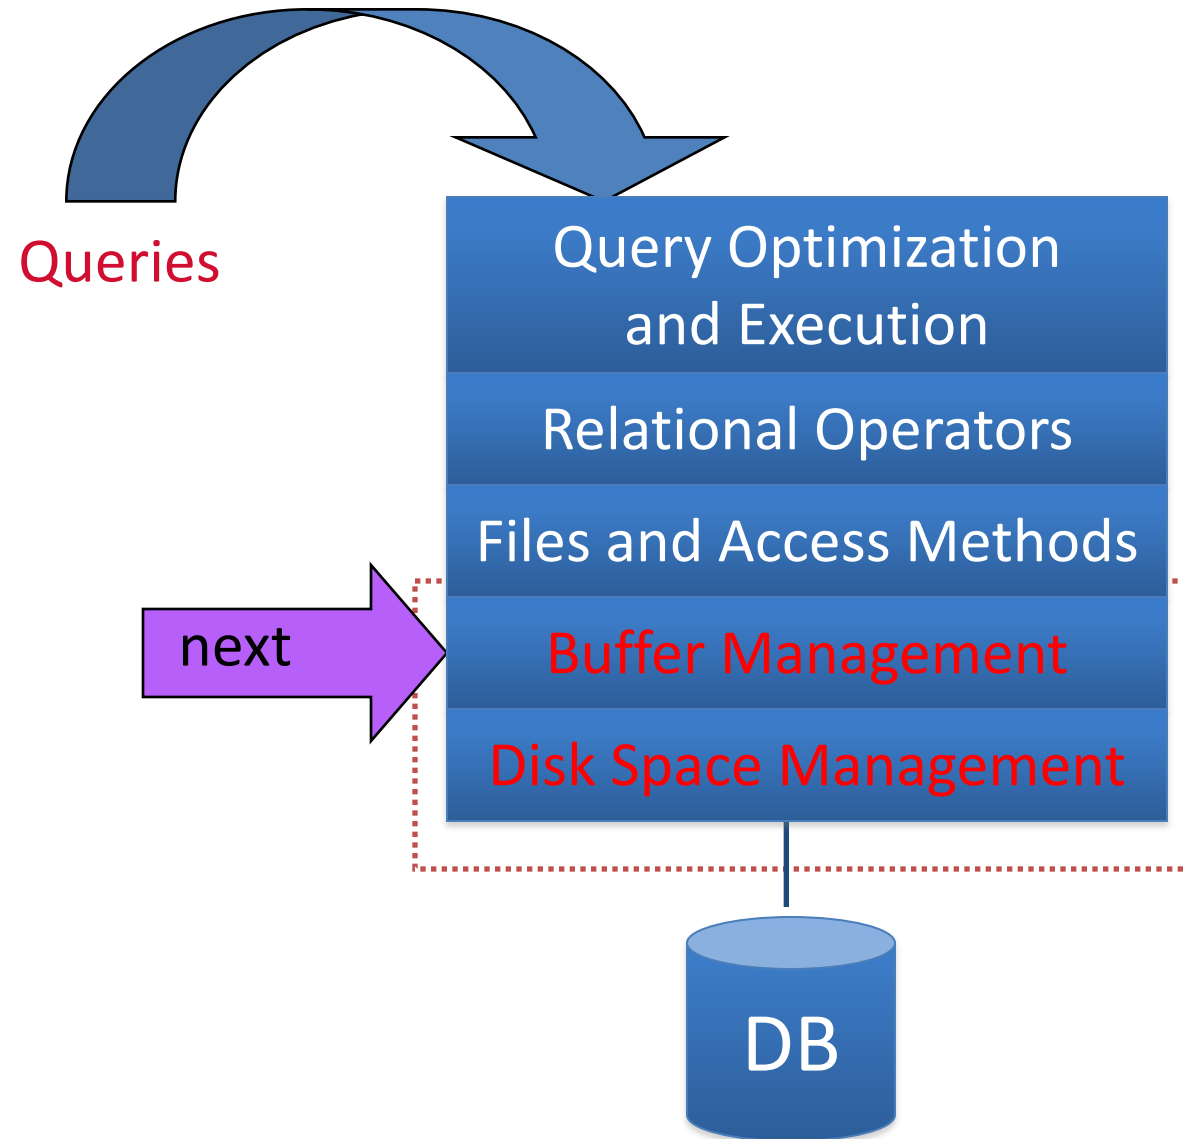 Queries
Query Optimization
and Execution
Relational Operators
Files and Access Methods
next
Buffer Management
Disk Space Management
DB